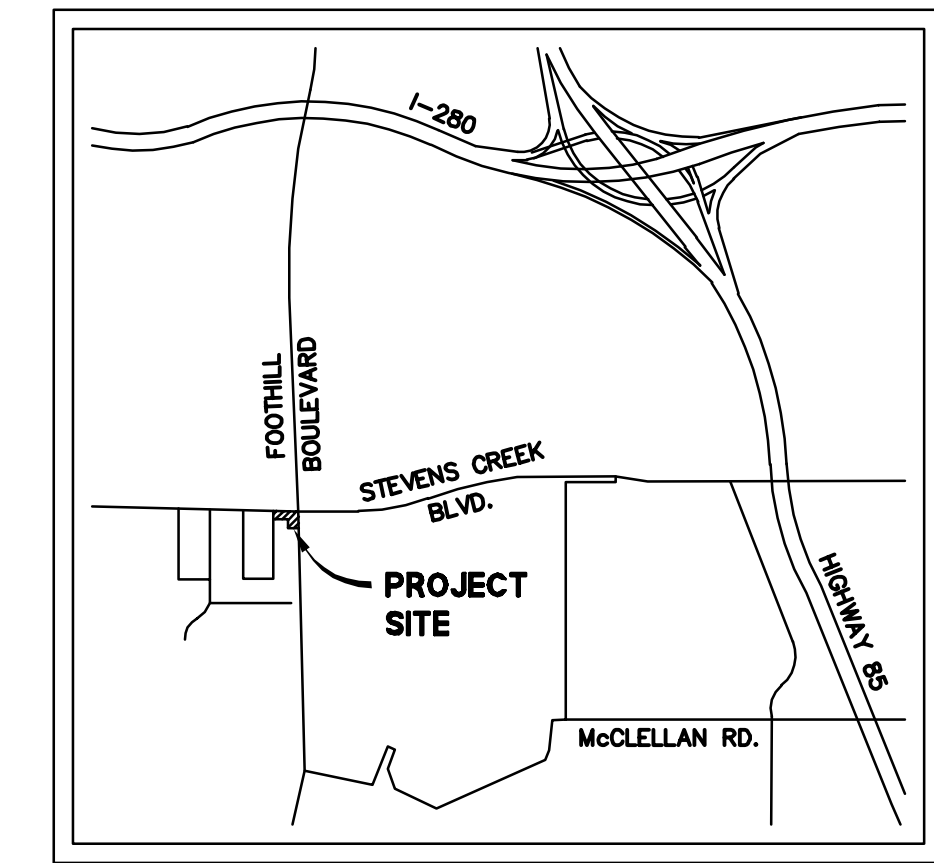 I-280
FOOTHILL
BOULEVARD
STEVENS CREEK
BLVD.
PROJECT
SITE
HIGHWAY 85
McCLELLAN RD.